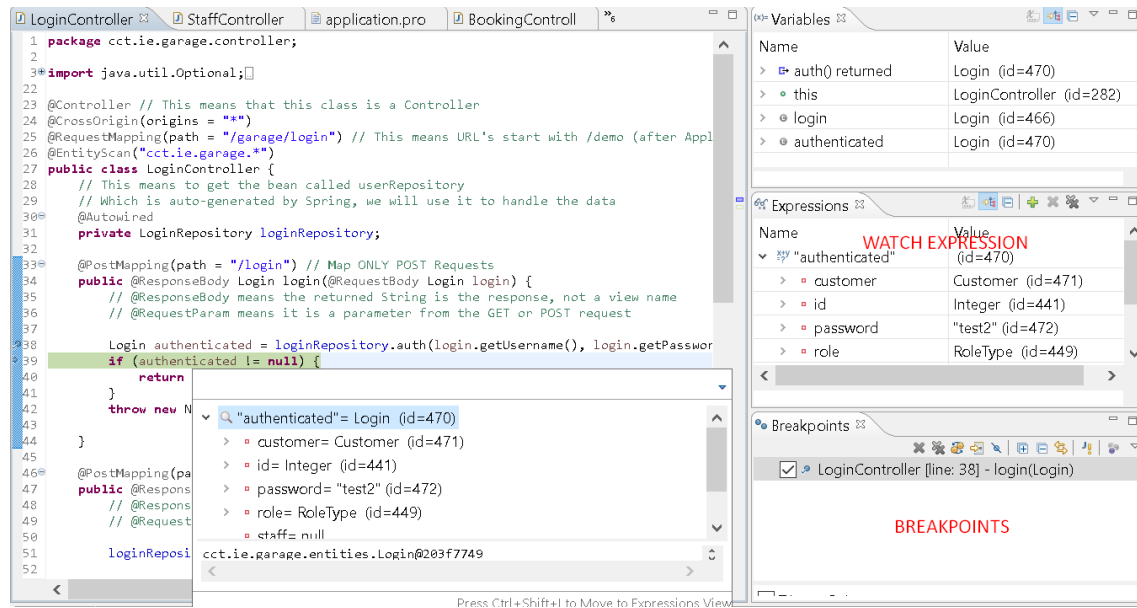 LoginController
StaffController
application.pro
BookingControll
»6
1 package cct.ie.garage.controller;
2
3 import java.util.Optional;
22
23 @Controller // This means that this class is a Controller
24 @CrossOrigin(origins = "*")
25 @RequestMapping(path = "/garage/login") // This means URL's start with /demo (after Appl
26 @EntityScan("cct.ie.garage.*")
27 public class LoginController {
28 // This means to get the bean called userRepository
29 // Which is auto-generated by Spring, we will use it to handle the data
30 @Autowired
31 private LoginRepository loginRepository;
32
33 @PostMapping(path = "/login") // Map ONLY POST Requests
34 public @ResponseBody Login login(@RequestBody Login login) {
35 // @ResponseBody means the returned String is the response, not a view name
36 // @RequestParam means it is a parameter from the GET or POST request
37
38 Login authenticated = loginRepository.auth(login.getUsername(), login.getPasswor
39 if (authenticated != null) {
40 return
41 }
42 throw new N
43
44 }
45
46 @PostMapping(pa
47 public @Respons
48 // @Respons
49 // @Request
50
51 loginReposi
52
"authenticated"= Login (id=470)
customer= Customer (id=471)
id= Integer (id=441)
password= "test2" (id=472)
role= RoleType (id=449)
staff= null
cct.ie.garage.entities.Login@203f7749
Press Ctrl+Shift+I to Move to Expressions View
(x)= Variables
Name Value
auth() returned Login (id=470)
this LoginController (id=282)
login Login (id=466)
authenticated Login (id=470)
Expressions
Name Value
WATCH EXPRESSION
"authenticated" (id=470)
customer Customer (id=471)
id Integer (id=441)
password "test2" (id=472)
role RoleType (id=449)
Breakpoints
LoginController [line: 38] - login(Login)
BREAKPOINTS